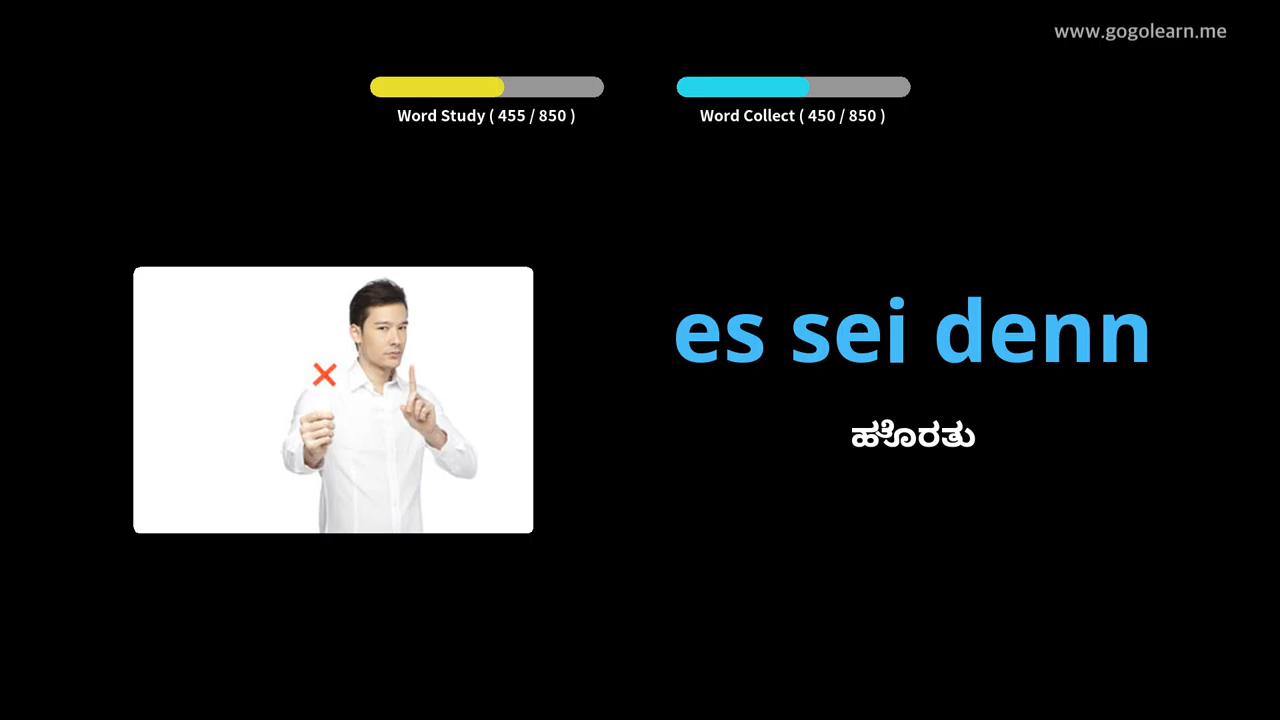 www.gogolearn.me
Word Study ( 455 / 850 )
Word Collect ( 450 / 850 )
es sei denn
ಹೊರತು